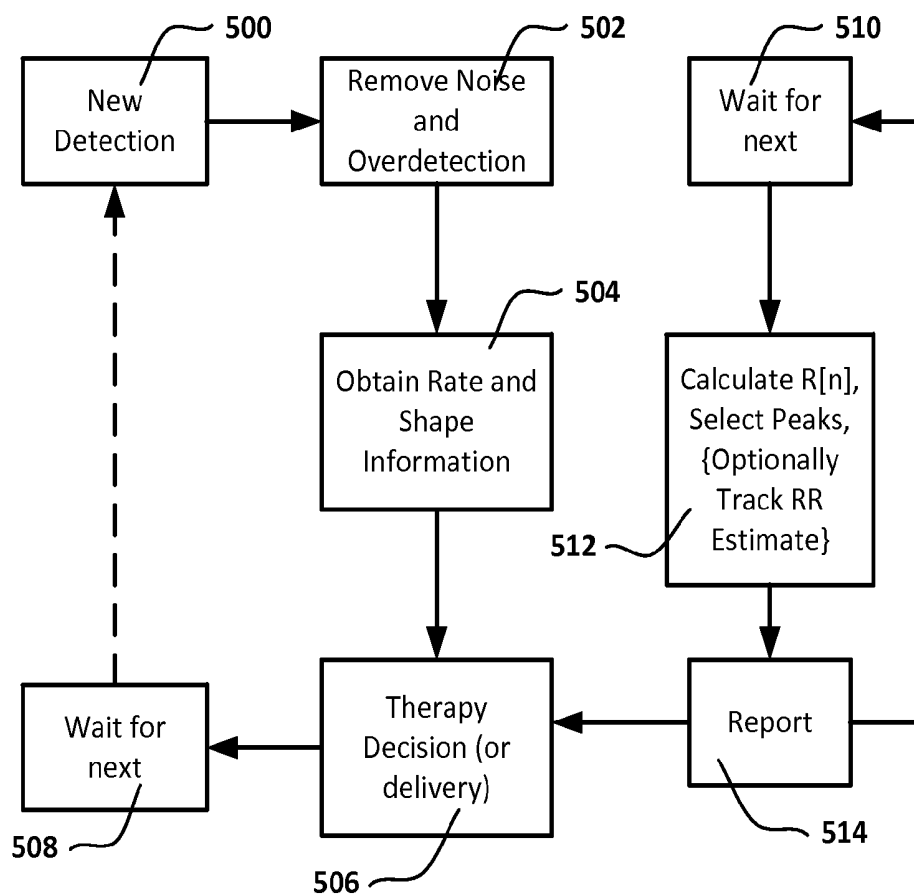 500
New
Detection
502
Remove Noise
and
Overdetection
510
Wait for
next
504
Obtain Rate and
Shape
Information
Calculate R[n],
Select Peaks,
{Optionally
Track RR
Estimate}
512
Wait for
next
508
Therapy
Decision (or
delivery)
506
Report
514